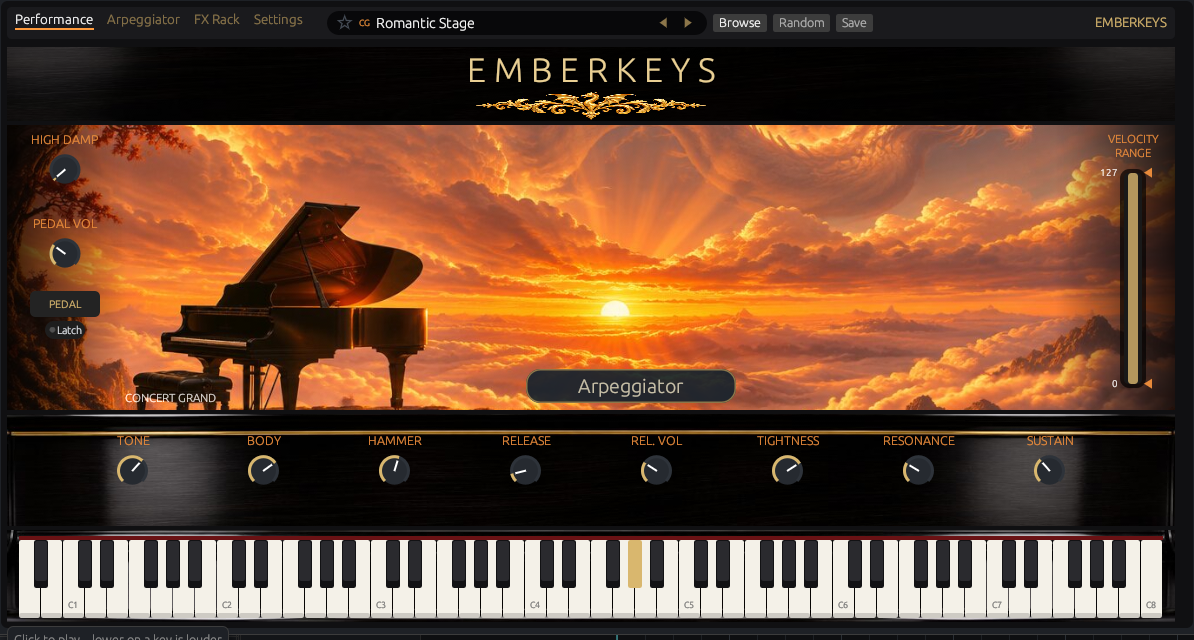 Performance Arpeggiator FX Rack Settings
CG Romantic Stage
Browse Random Save
EMBERKEYS
EMBERKEYS
HIGH DAMP
VELOCITY
RANGE
127
PEDAL VOL
PEDAL
Latch
0
Arpeggiator
CONCERT GRAND
TONE BODY HAMMER RELEASE REL. VOL TIGHTNESS RESONANCE SUSTAIN
C1 C2 C3 C4 C5 C6 C7 C8
Click to play - lower on a key is louder